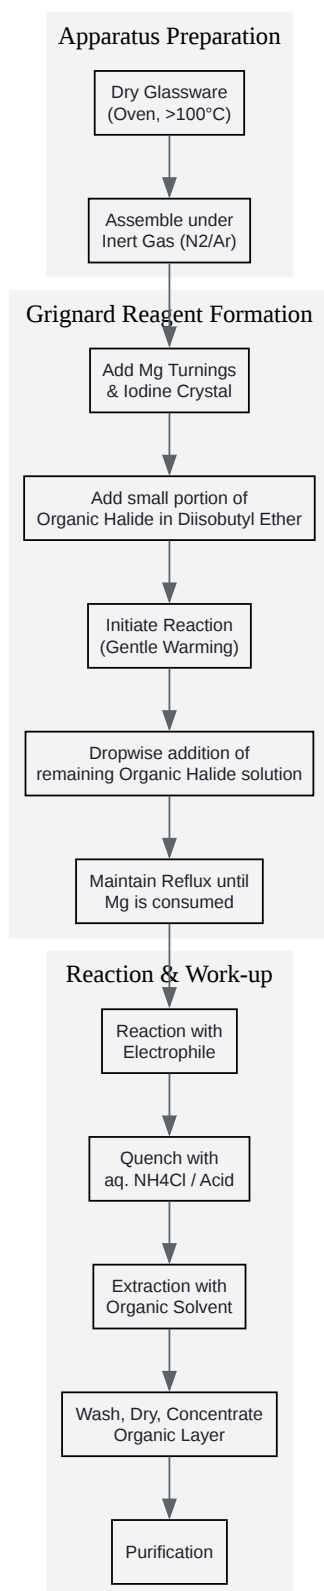 Apparatus Preparation
Dry Glassware
(Oven, >100°C)
Assemble under
Inert Gas (N2/Ar)
Grignard Reagent Formation
Add Mg Turnings
& Iodine Crystal
Add small portion of
Organic Halide in Diisobutyl Ether
Initiate Reaction
(Gentle Warming)
Dropwise addition of
remaining Organic Halide solution
Maintain Reflux until
Mg is consumed
Reaction & Work-up
Reaction with
Electrophile
Quench with
aq. NH4Cl / Acid
Extraction with
Organic Solvent
Wash, Dry, Concentrate
Organic Layer
Purification